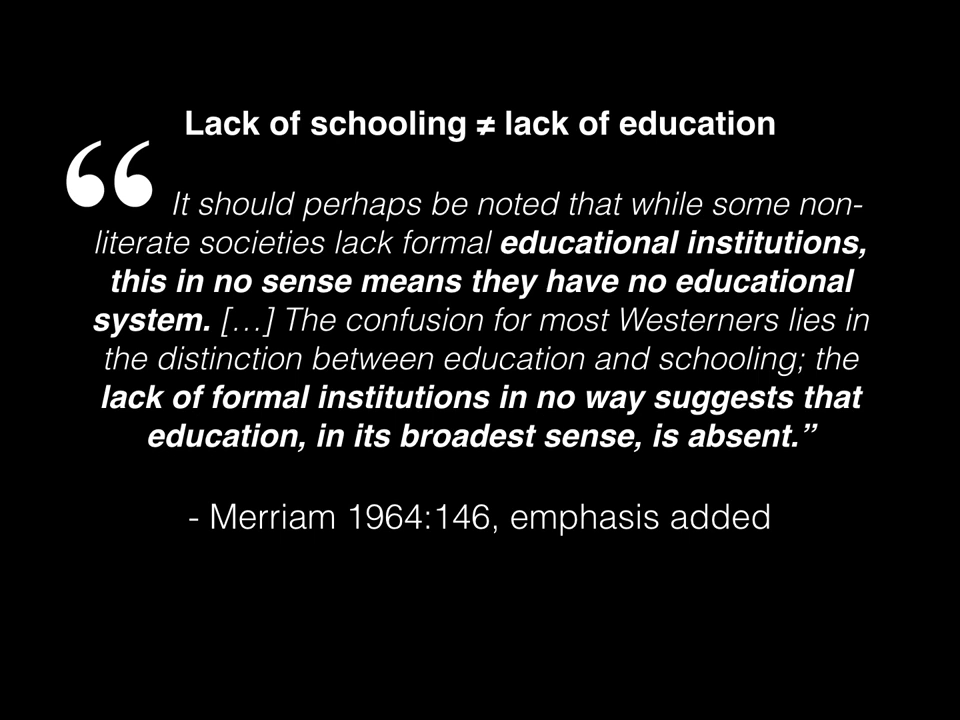 Lack of schooling ≠ lack of education
“ It should perhaps be noted that while some non-
literate societies lack formal educational institutions,
this in no sense means they have no educational
system. […] The confusion for most Westerners lies in
the distinction between education and schooling; the
lack of formal institutions in no way suggests that
education, in its broadest sense, is absent.”
- Merriam 1964:146, emphasis added